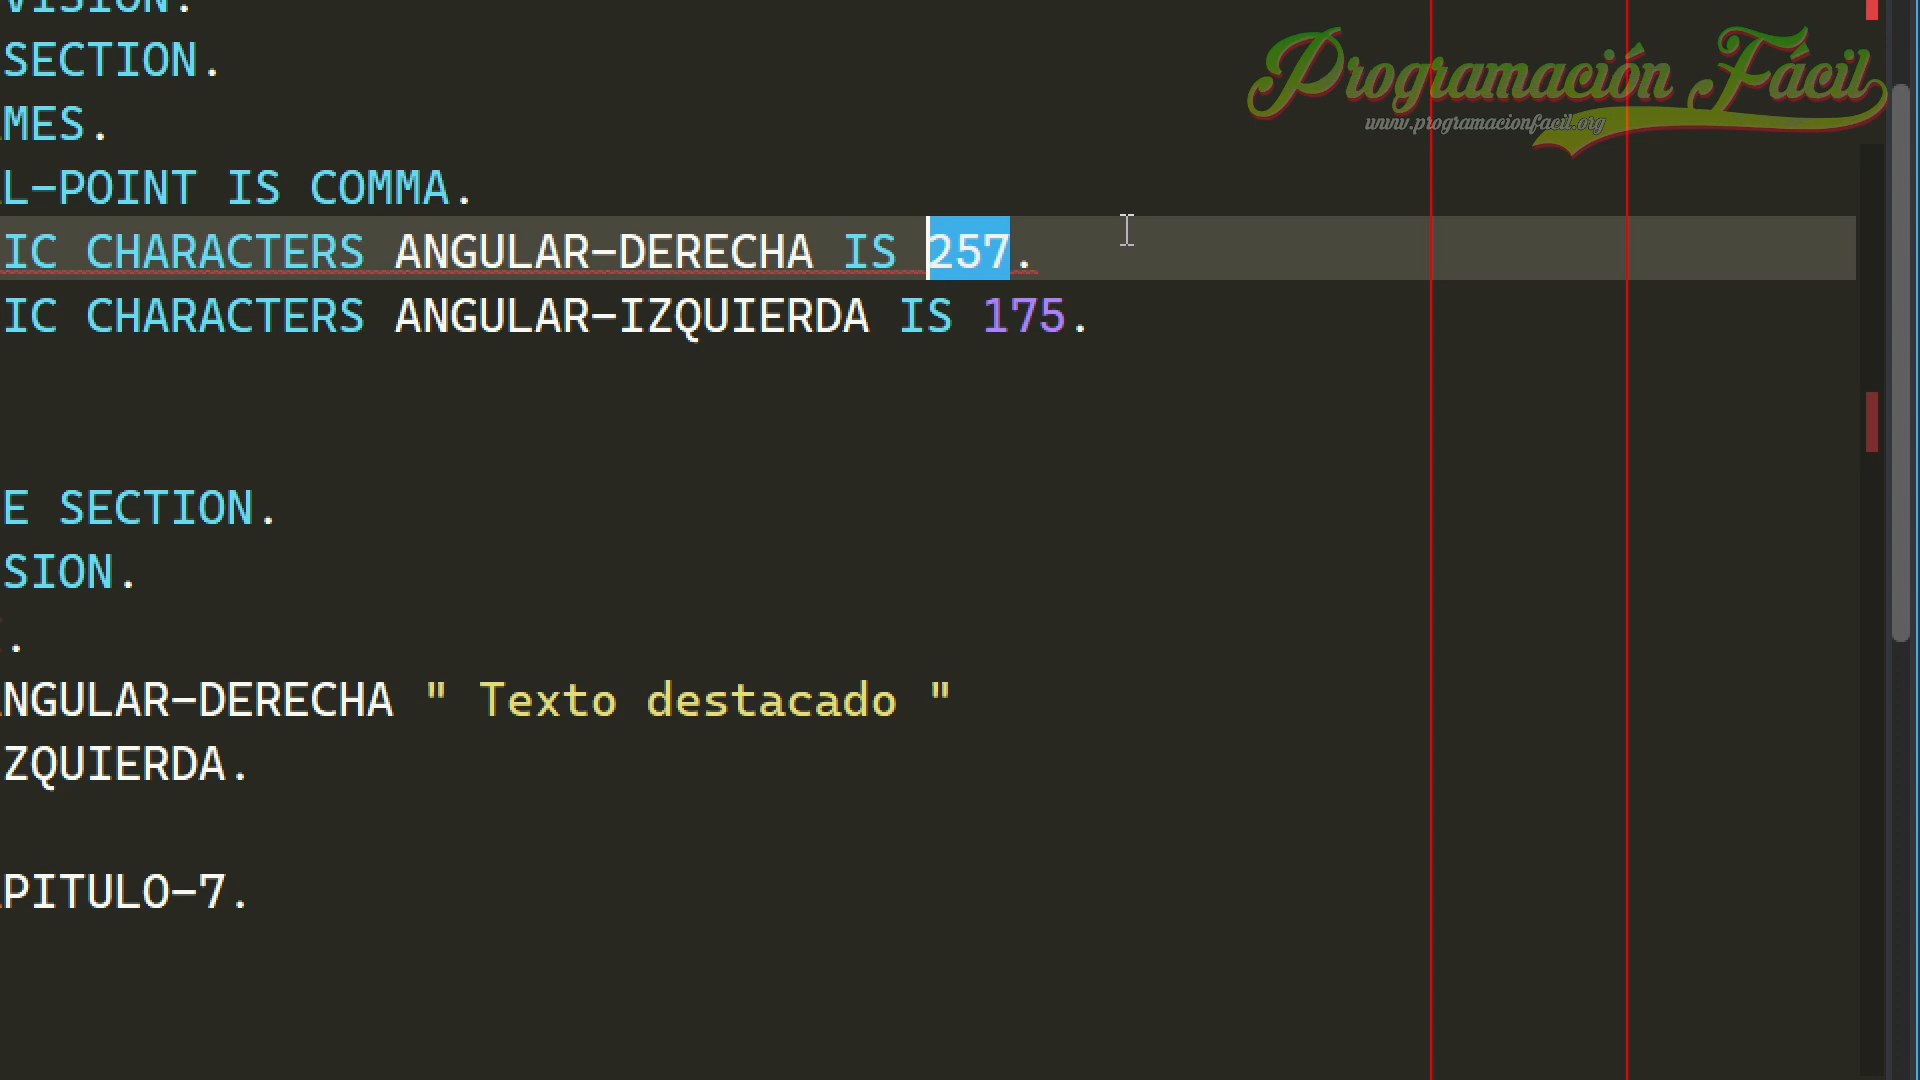 VISION.
SECTION.
MES.
L-POINT IS COMMA.
IC CHARACTERS ANGULAR-DERECHA IS 257.
IC CHARACTERS ANGULAR-IZQUIERDA IS 175.
E SECTION.
SION.
.
NGULAR-DERECHA " Texto destacado "
ZQUIERDA.
PITULO-7.
Programación Fácil
www.programacionfacil.org